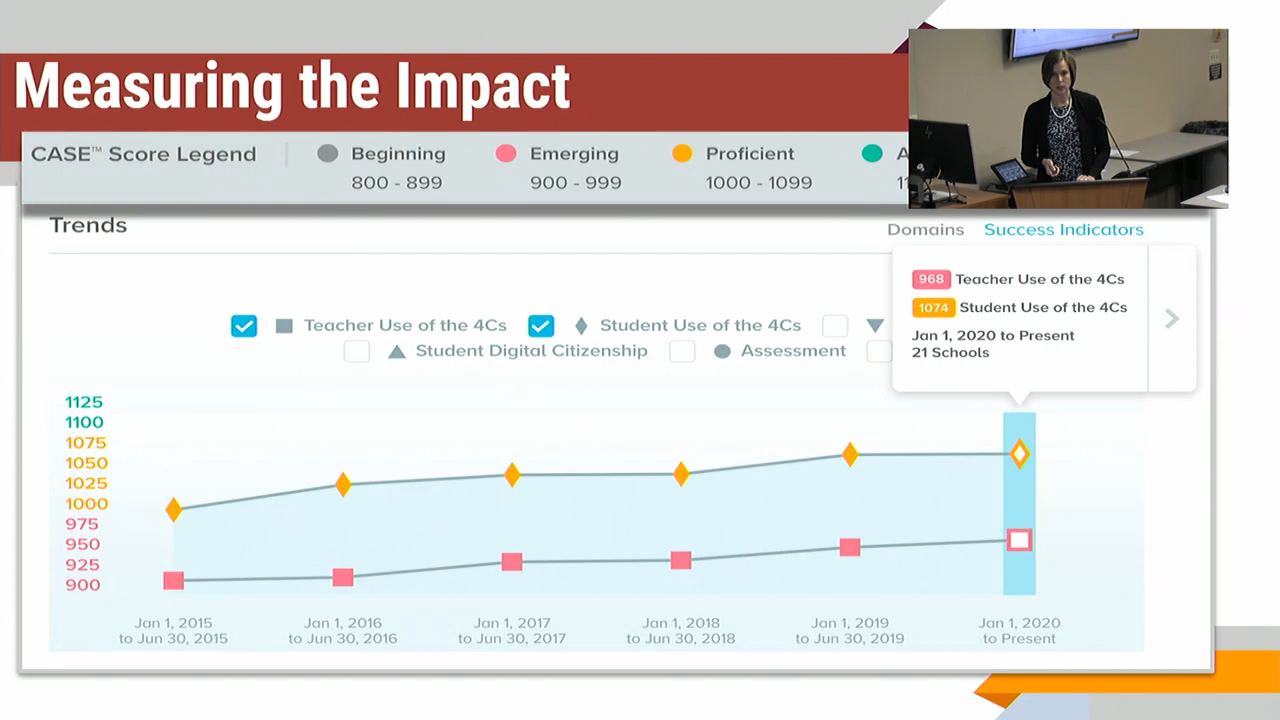 Measuring the Impact
CASE™ Score Legend
Beginning
800 - 899
Emerging
900 - 999
Proficient
1000 - 1099
Trends
Domains Success Indicators
968 Teacher Use of the 4Cs
1074 Student Use of the 4Cs
Jan 1, 2020 to Present
21 Schools
Teacher Use of the 4Cs
Student Use of the 4Cs
Student Digital Citizenship
Assessment
1125
1100
1075
1050
1025
1000
975
950
925
900
Jan 1, 2015
to Jun 30, 2015
Jan 1, 2016
to Jun 30, 2016
Jan 1, 2017
to Jun 30, 2017
Jan 1, 2018
to Jun 30, 2018
Jan 1, 2019
to Jun 30, 2019
Jan 1, 2020
to Present